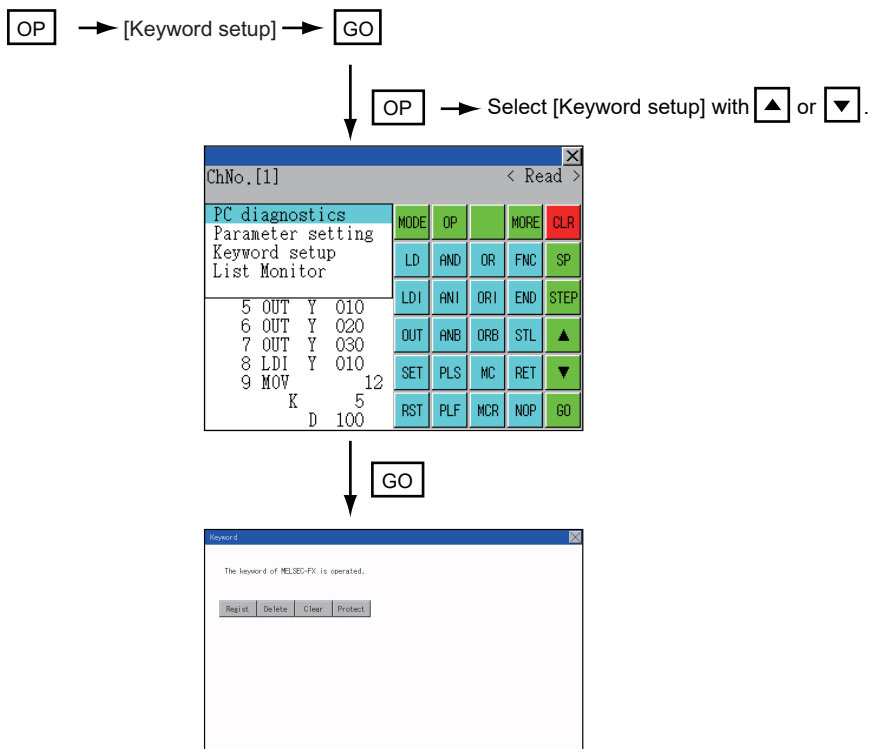 OP [Keyword setup] GO
OP Select [Keyword setup] with ▲ or ▼ .
ChNo.[1] < Read >
PC diagnostics
Parameter setting
Keyword setup
List Monitor
5 OUT Y 010
6 OUT Y 020
7 OUT Y 030
8 LDI Y 010
9 MOV 12
K 5
D 100
MODE OP MORE CLR
LD AND OR FNC SP
LDI ANI ORI END STEP
OUT ANB ORB STL ▲
SET PLS MC RET ▼
RST PLF MCR NOP GO
GO
Keyword
The keyword of MELSEC-FX is operated.
Regist Delete Clear Protect